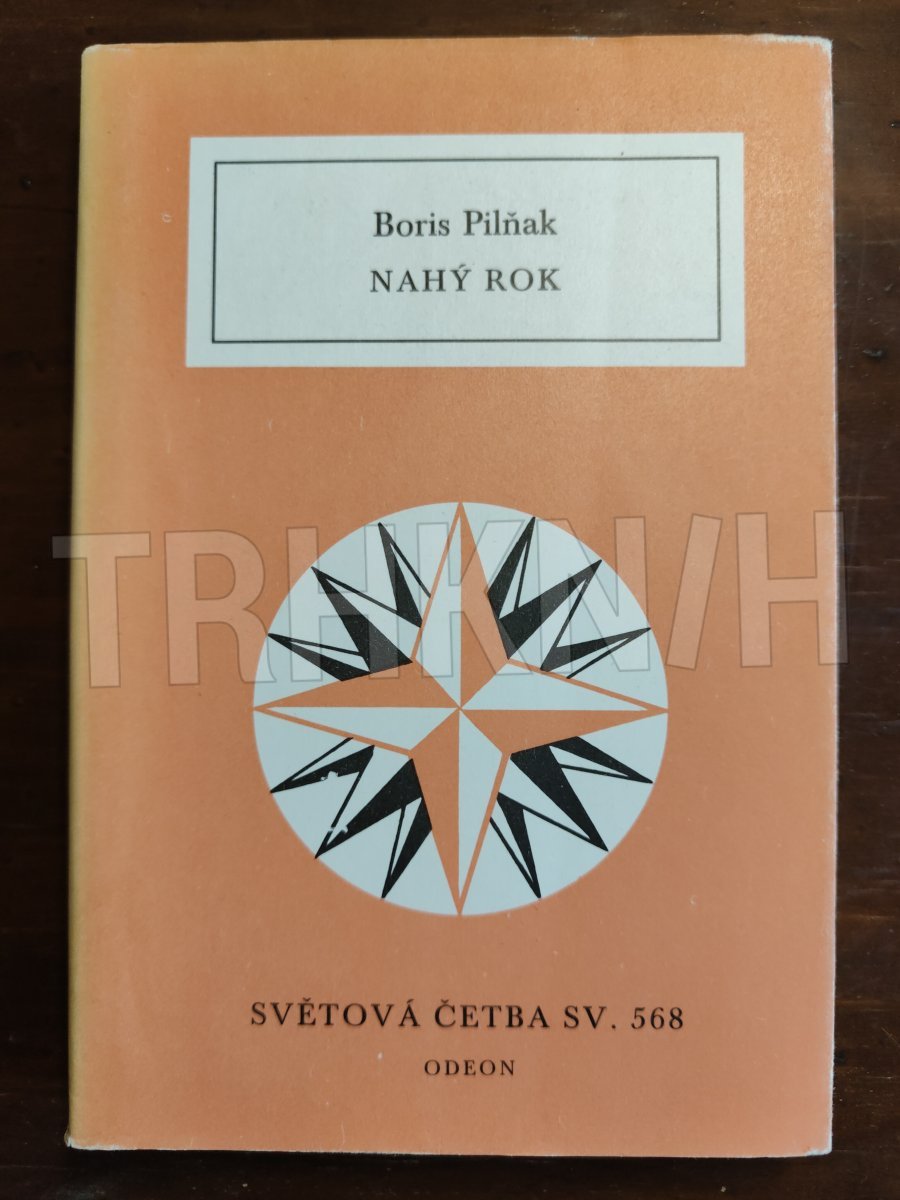 Boris Pilňak
NAHÝ ROK
TRHKNIH
SVĚTOVÁ ČETBA SV. 568
ODEON